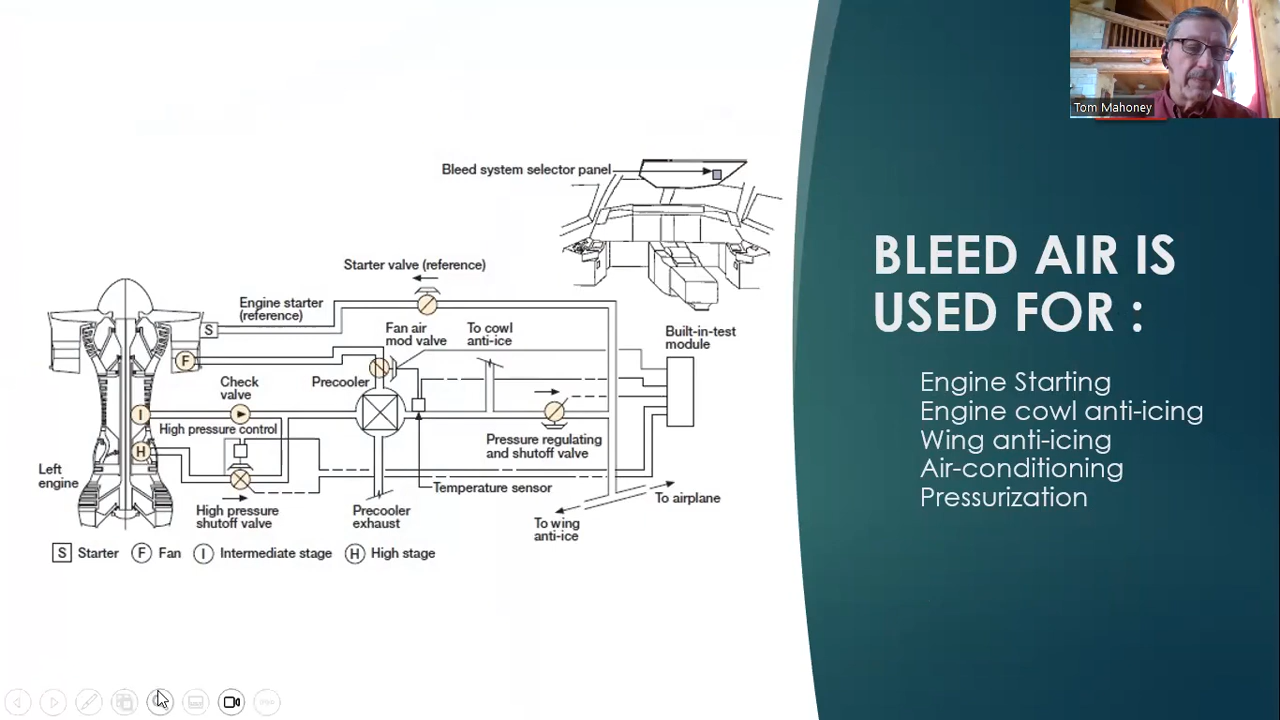 Tom Mahoney
Bleed system selector panel
Starter valve (reference)
Engine starter
(reference)
S
Fan air
mod valve
To cowl
anti-ice
Built-in-test
module
F
Precooler
Check
valve
I
High pressure control
H
Pressure regulating
and shutoff valve
Left
engine
Temperature sensor
To airplane
High pressure
shutoff valve
Precooler
exhaust
To wing
anti-ice
S Starter F Fan I Intermediate stage H High stage
BLEED AIR IS
USED FOR :
Engine Starting
Engine cowl anti-icing
Wing anti-icing
Air-conditioning
Pressurization